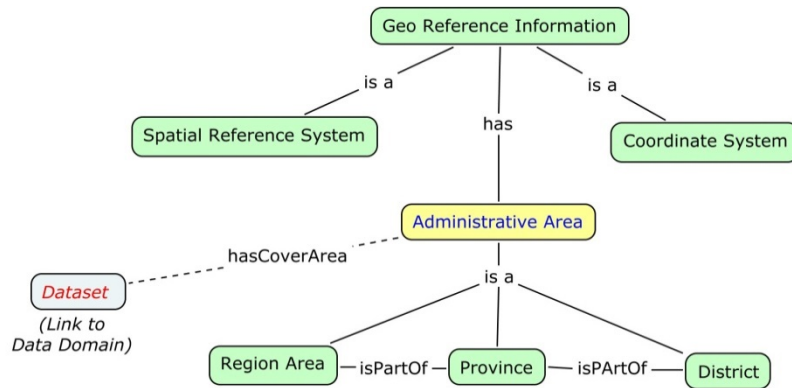 Geo Reference Information
is a
is a
Spatial Reference System
has
Coordinate System
Administrative Area
hasCoverArea
Dataset
is a
(Link to
Data Domain)
Region Area
isPartOf
Province
isPArtOf
District